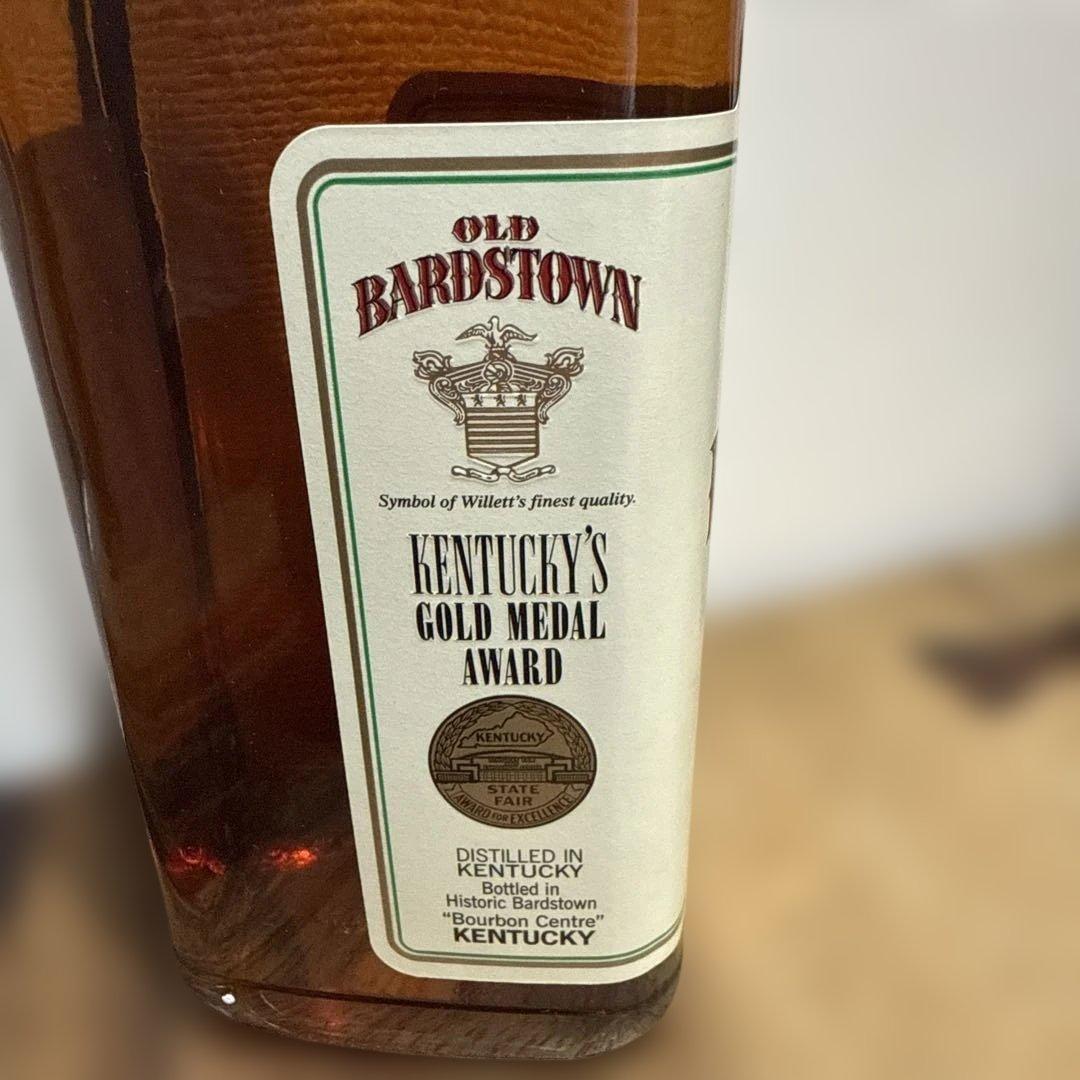 OLD
BARDSTOWN
Symbol of Willett's finest quality.
KENTUCKY'S
GOLD MEDAL
AWARD
KENTUCKY
STATE
FAIR
AWARD FOR EXCELLENCE
DISTILLED IN
KENTUCKY
Bottled in
Historic Bardstown
"Bourbon Centre"
KENTUCKY